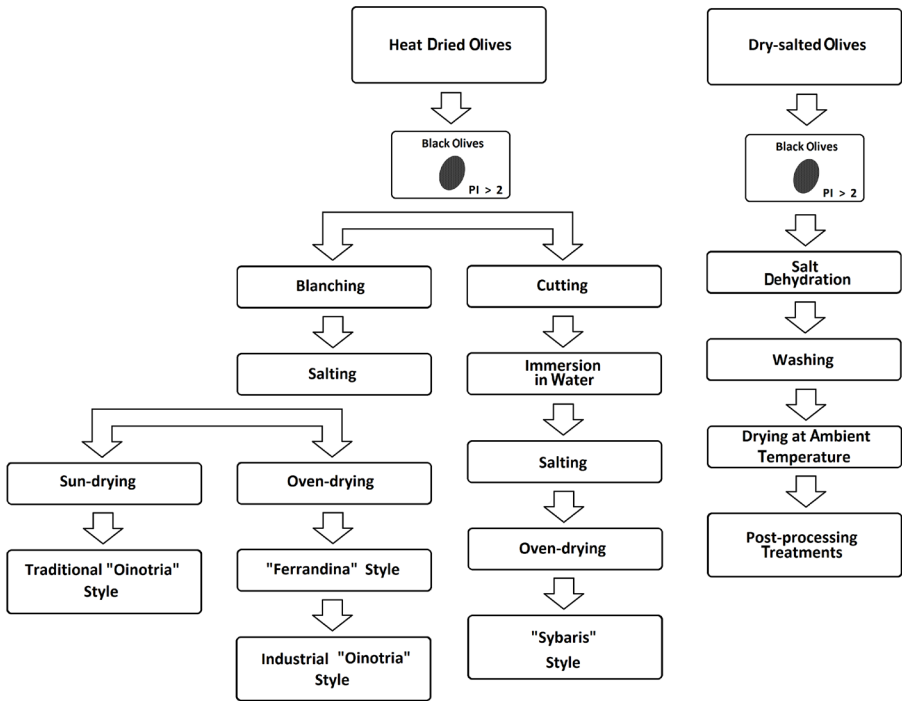 Heat Dried Olives
Dry-salted Olives
Black Olives
PI > 2
Black Olives
PI > 2
Blanching
Cutting
Salt
Dehydration
Salting
Immersion
in Water
Washing
Sun-drying
Oven-drying
Salting
Drying at Ambient
Temperature
Traditional "Oinotria"
Style
"Ferrandina" Style
Oven-drying
Post-processing
Treatments
Industrial "Oinotria"
Style
"Sybaris"
Style